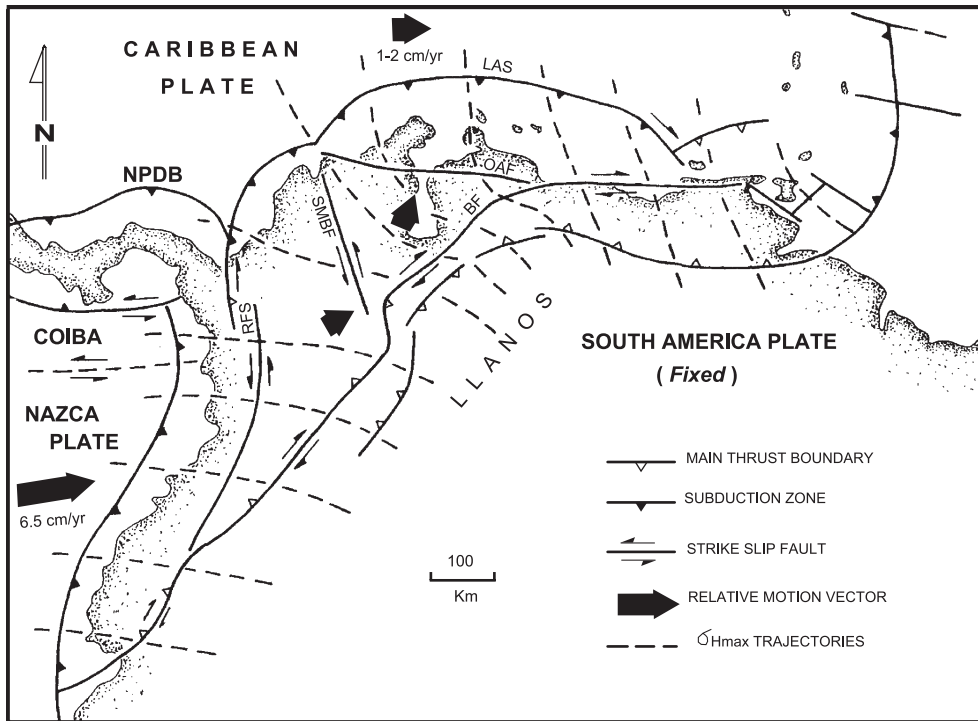 CARIBBEAN
PLATE
1-2 cm/yr
LAS
N
NPDB
OAF
SMBF
BF
RFS
COIBA
LLANOS
SOUTH AMERICA PLATE
( Fixed )
NAZCA
PLATE
6.5 cm/yr
MAIN THRUST BOUNDARY
SUBDUCTION ZONE
STRIKE SLIP FAULT
100
Km
RELATIVE MOTION VECTOR
σHmax TRAJECTORIES